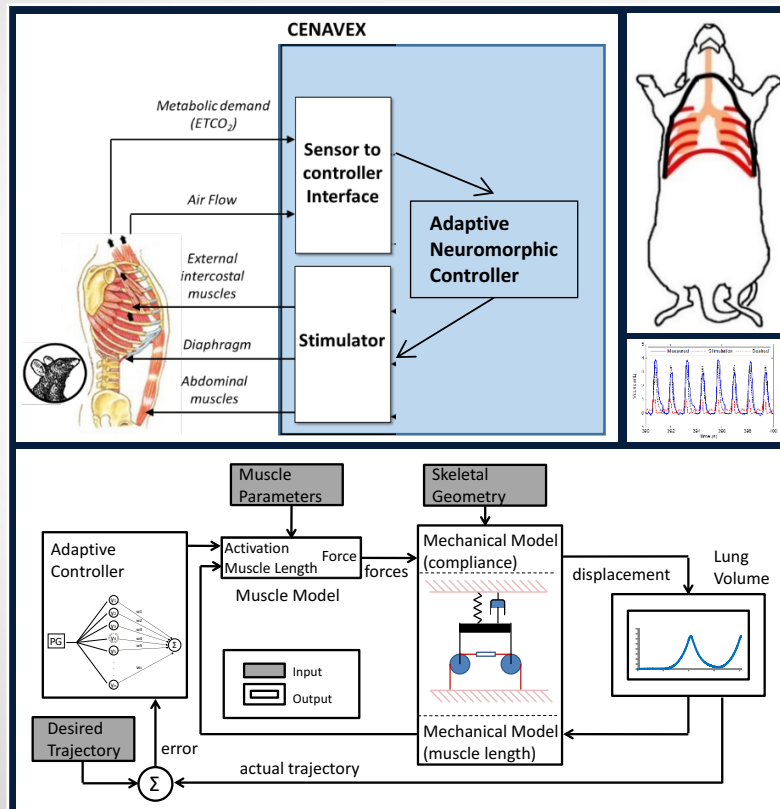 CENAVEX
Metabolic demand
(ETCO2)
Sensor to
controller
Interface
Air Flow
Adaptive
Neuromorphic
Controller
External
intercostal
muscles
Stimulator
Diaphragm
Abdominal
muscles
Measured Stimulation Desired
Time (s)
Muscle
Parameters
Skeletal
Geometry
Adaptive
Controller
Activation
Muscle Length
Force
forces
Muscle Model
Mechanical Model
(compliance)
displacement
Lung
Volume
PG
Σ
Input
Output
Mechanical Model
(muscle length)
Desired
Trajectory
error
Σ
actual trajectory